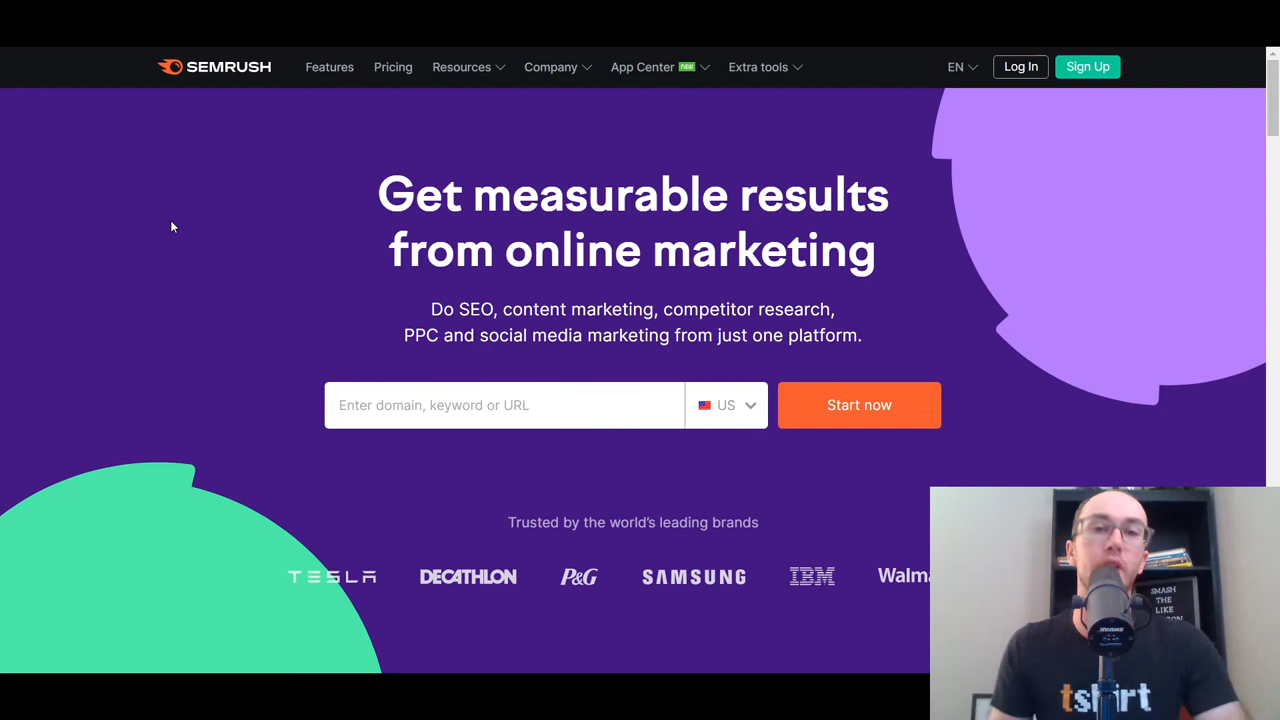 SEMRUSH Features Pricing Resources Company App Center NEW Extra tools EN Log In Sign Up
Get measurable results
from online marketing
Do SEO, content marketing, competitor research,
PPC and social media marketing from just one platform.
Enter domain, keyword or URL US Start now
Trusted by the world's leading brands
TESLA DECATHLON P&G SAMSUNG IBM Walm
SMASH
THE
LIKE
SHURE
tshirt